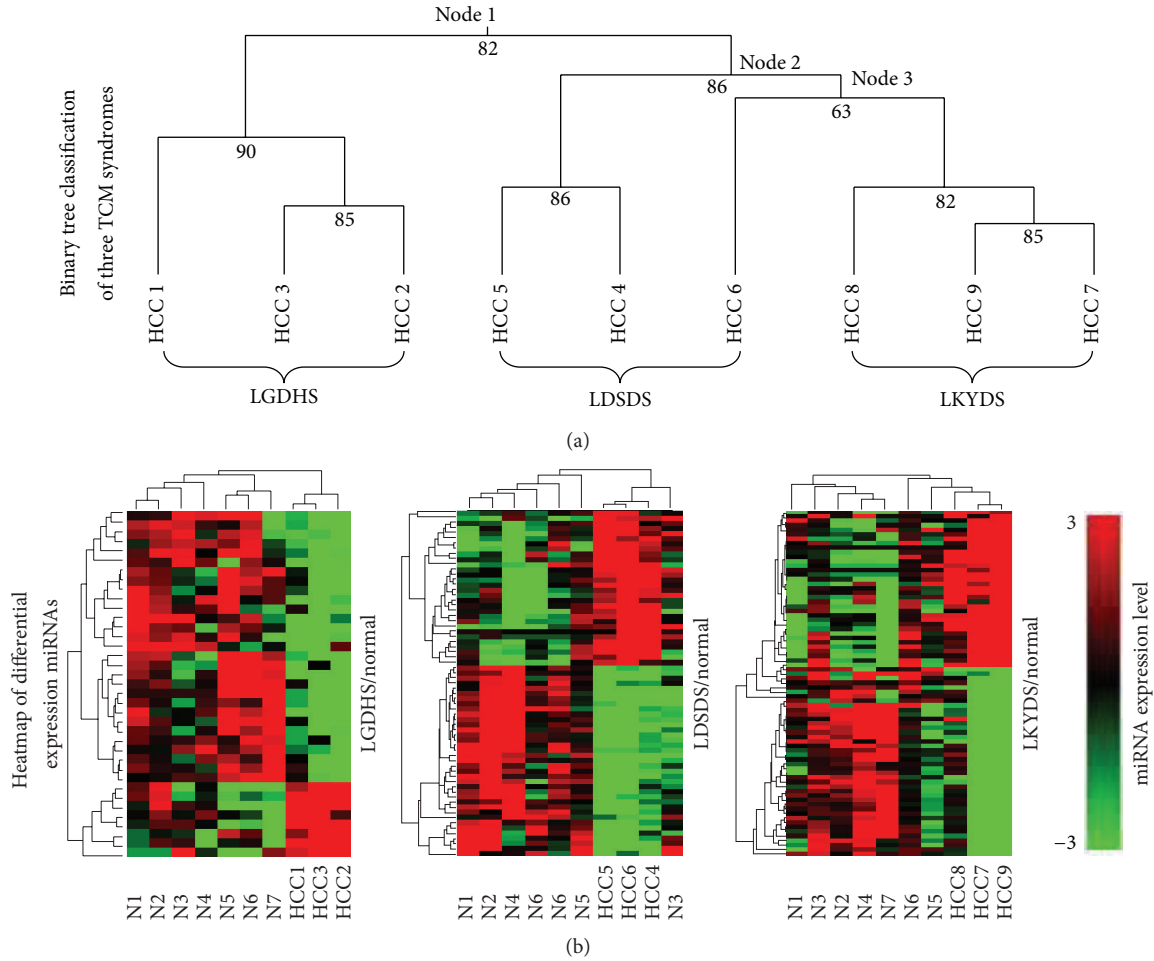 Node 1
82
Node 2
86
Node 3
63
90
85
86
82
85
Binary tree classification
of three TCM syndromes
HCC 1
HCC 3
HCC 2
HCC 5
HCC 4
HCC 6
HCC 8
HCC 9
HCC 7
LGDHS
LDSDS
LKYDS
(a)
Heatmap of differential
expression miRNAs
LGDHS/normal
LDSDS/normal
LKYDS/normal
3
−3
miRNA expression level
N1
N2
N3
N4
N5
N6
N7
HCC1
HCC3
HCC2
N1
N2
N4
N6
N6
N5
HCC5
HCC6
HCC4
N3
N1
N3
N2
N4
N7
N6
N5
HCC8
HCC7
HCC9
(b)